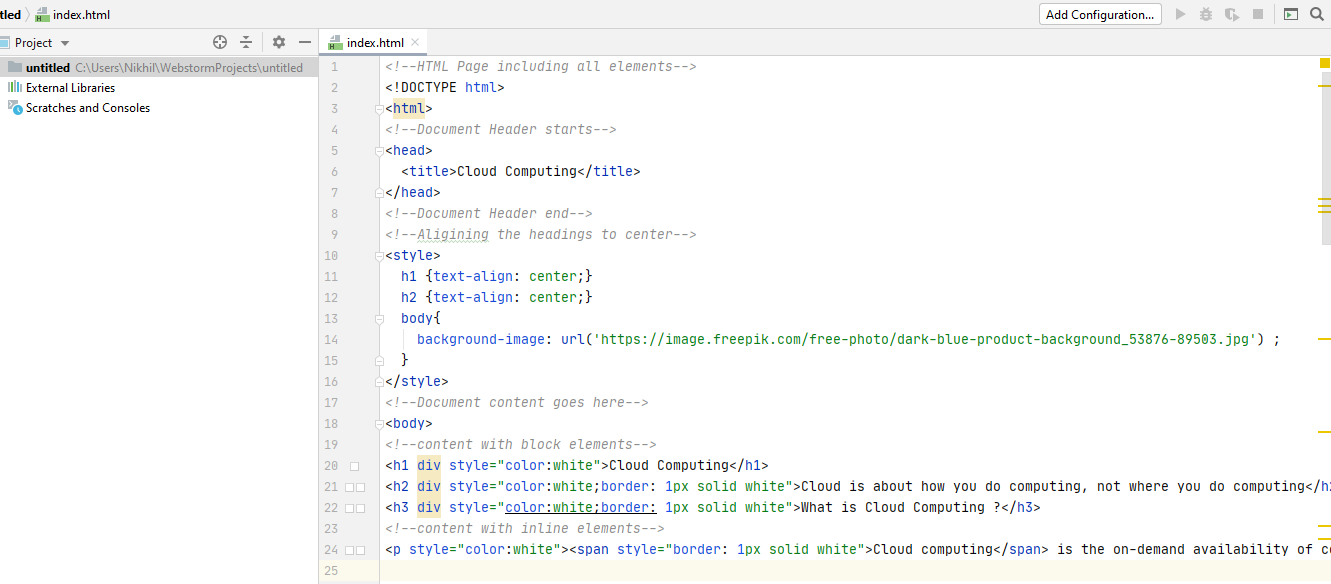 tled index.html Add Configuration...
Project index.html
untitled C:\Users\Nikhil\WebstormProjects\untitled
External Libraries
Scratches and Consoles
1 <!--HTML Page including all elements-->
2 <!DOCTYPE html>
3 <html>
4 <!--Document Header starts-->
5 <head>
6 <title>Cloud Computing</title>
7 </head>
8 <!--Document Header end-->
9 <!--Aligining the headings to center-->
10 <style>
11 h1 {text-align: center;}
12 h2 {text-align: center;}
13 body{
14 background-image: url('https://image.freepik.com/free-photo/dark-blue-product-background_53876-89503.jpg') ;
15 }
16 </style>
17 <!--Document content goes here-->
18 <body>
19 <!--content with block elements-->
20 <h1 div style="color:white">Cloud Computing</h1>
21 <h2 div style="color:white;border: 1px solid white">Cloud is about how you do computing, not where you do computing</h2
22 <h3 div style="color:white;border: 1px solid white">What is Cloud Computing ?</h3>
23 <!--content with inline elements-->
24 <p style="color:white"><span style="border: 1px solid white">Cloud computing</span> is the on-demand availability of
25